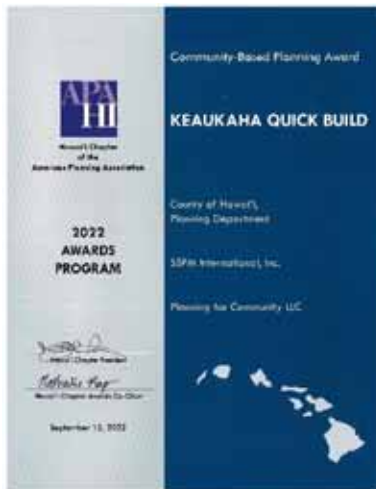 APA
HI
Hawaiʻi Chapter
of the
American Planning Association
2022
AWARDS
PROGRAM
Hawaiʻi Chapter President
Hawaiʻi Chapter Awards Co-Chair
September 15, 2022
Community-Based Planning Award
KEAUKAHA QUICK BUILD
County of Hawaiʻi,
Planning Department
SSFM International, Inc.
Planning for Community LLC